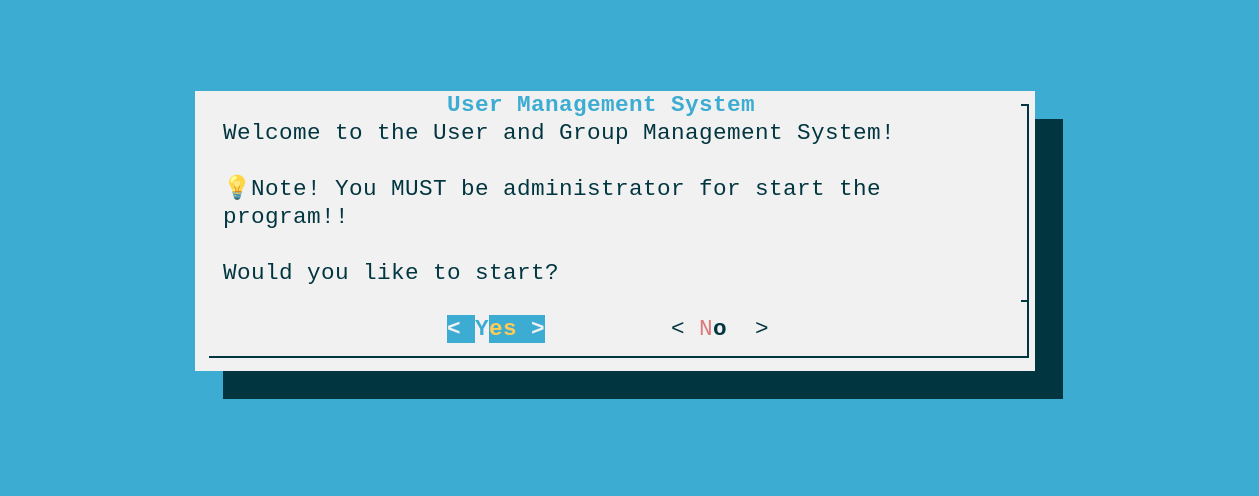 User Management System
Welcome to the User and Group Management System!
💡Note! You MUST be administrator for start the
program!!
Would you like to start?
< Yes > < No >